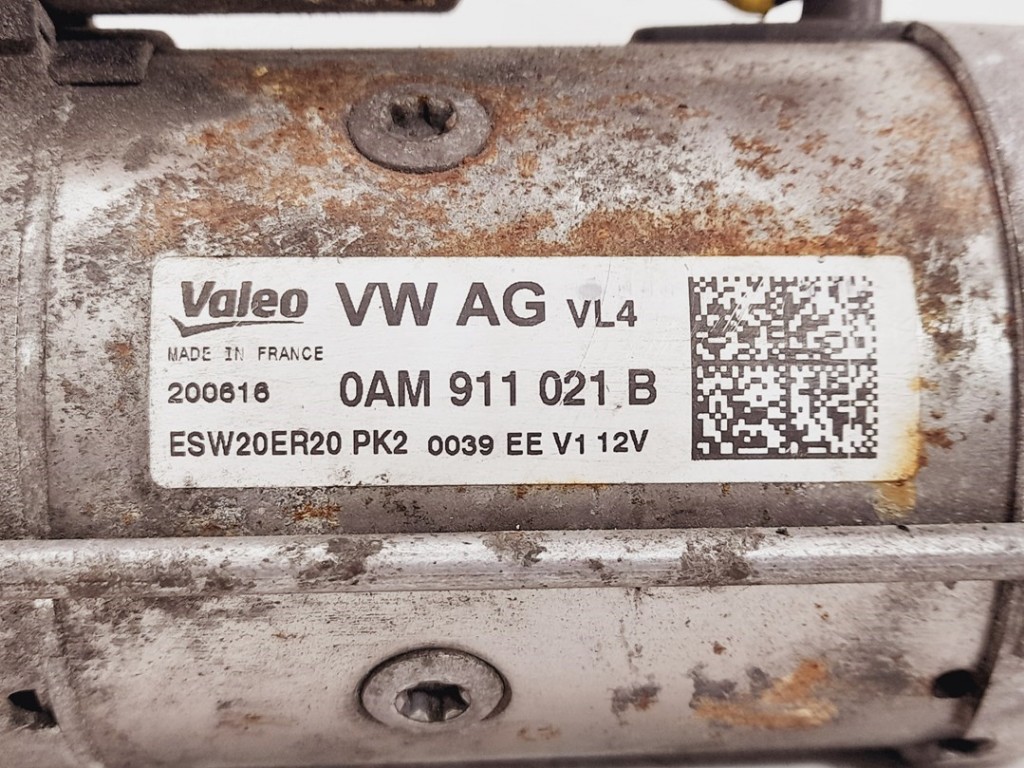 Valeo VW AG VL4
MADE IN FRANCE
200616 0AM 911 021 B
ESW20ER20 PK2 0039 EE V1 12V